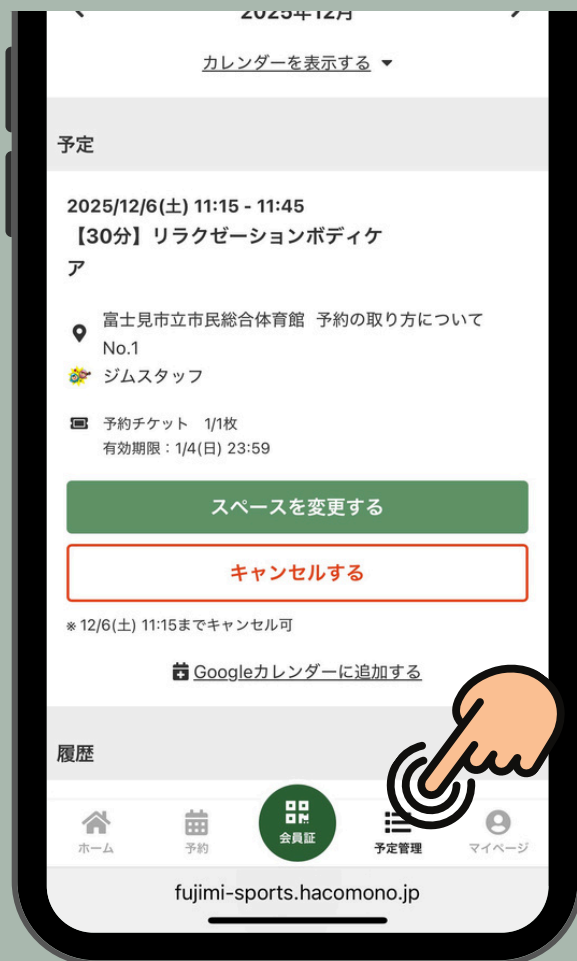 2025年12月
カレンダーを表示する
予定
2025/12/6(土) 11:15 - 11:45
【30分】リラクゼーションボディケ
ア
富士見市立市民総合体育館 予約の取り方について
No.1
ジムスタッフ
予約チケット 1/1枚
有効期限：1/4(日) 23:59
スペースを変更する
キャンセルする
※ 12/6(土) 11:15までキャンセル可
Googleカレンダーに追加する
履歴
ホーム 予約 会員証 予定管理 マイページ
fujimi-sports.hacomono.jp